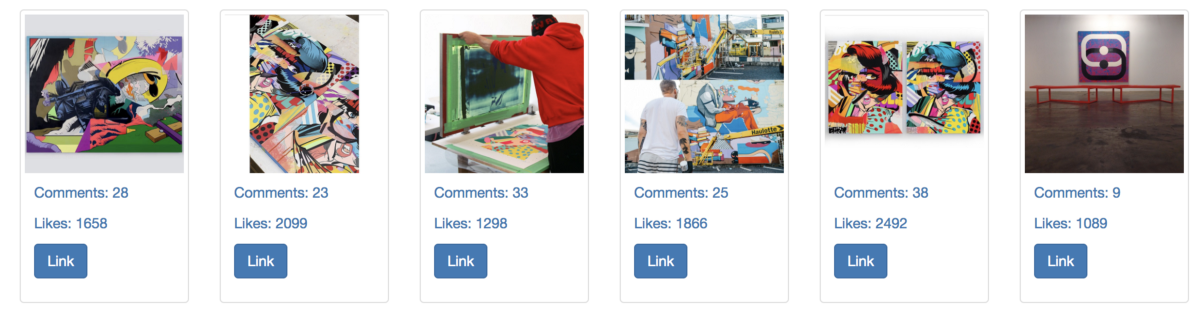 Comments: 28
Likes: 1658
Link
Comments: 23
Likes: 2099
Link
Comments: 33
Likes: 1298
Link
Haulotte
Comments: 25
Likes: 1866
Link
Comments: 38
Likes: 2492
Link
Comments: 9
Likes: 1089
Link